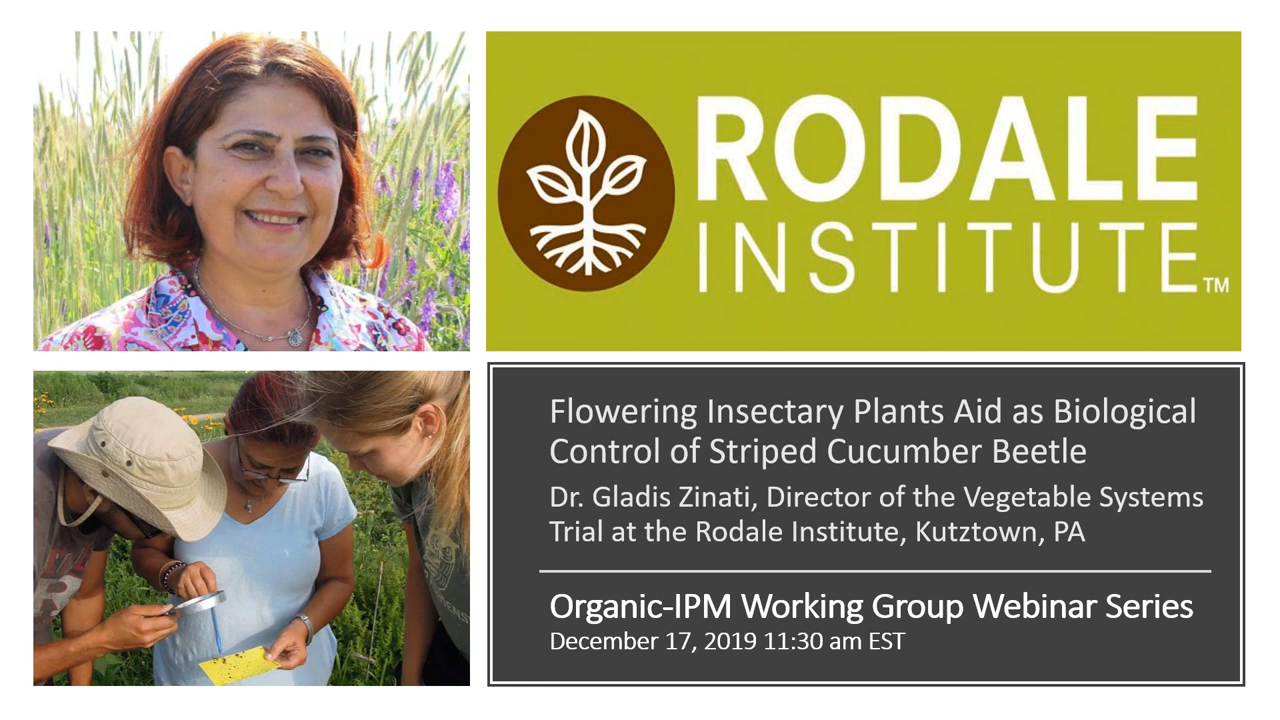 RODALE
INSTITUTE™
Flowering Insectary Plants Aid as Biological
Control of Striped Cucumber Beetle
Dr. Gladis Zinati, Director of the Vegetable Systems
Trial at the Rodale Institute, Kutztown, PA
Organic-IPM Working Group Webinar Series
December 17, 2019 11:30 am EST